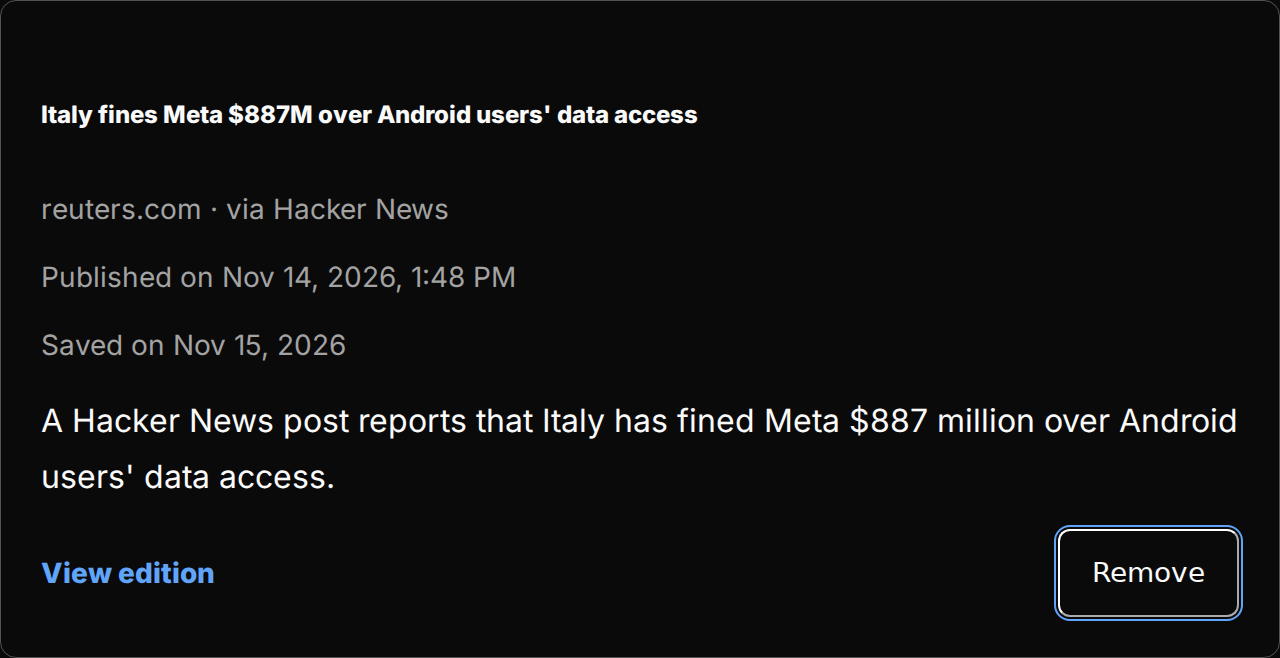 Italy fines Meta $887M over Android users' data access
reuters.com · via Hacker News
Published on Nov 14, 2026, 1:48 PM
Saved on Nov 15, 2026
A Hacker News post reports that Italy has fined Meta $887 million over Android
users' data access.
View edition
Remove